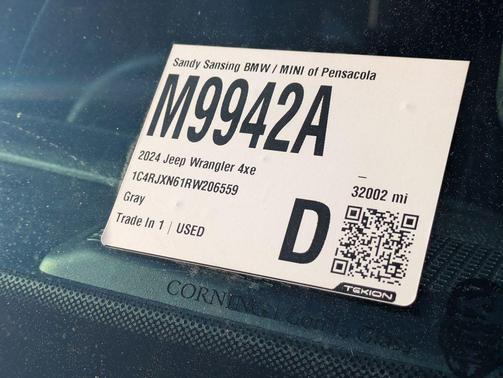 Sandy Sansing BMW / MINI of Pensacola
M9942A
2024 Jeep Wrangler 4xe
1C4RJXN61RW206559
Gray
Trade In 1 | USED
32002 mi
D
TEKION
CORNING